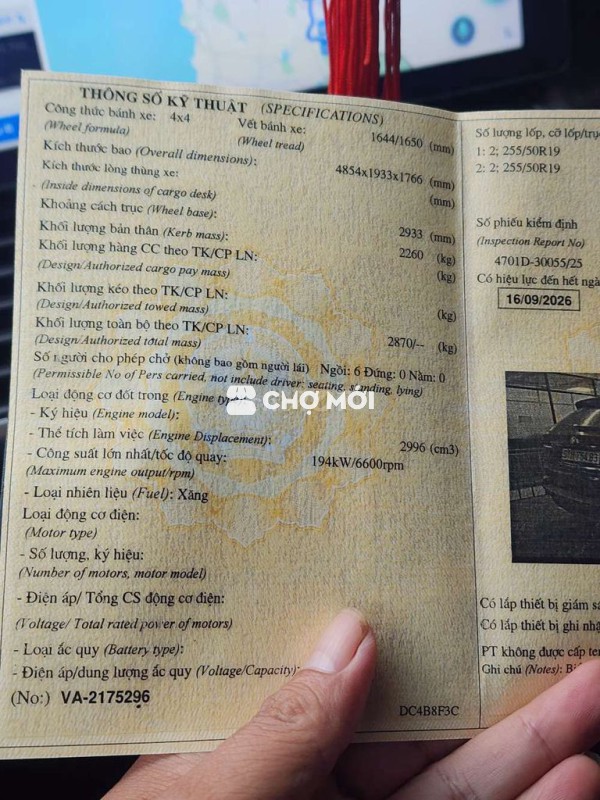 THÔNG SỐ KỸ THUẬT (SPECIFICATIONS)
Công thức bánh xe: 4x4
Vết bánh xe: 1644/1650 (mm)
(Wheel formula)
(Wheel tread)
Kích thước bao (Overall dimensions): 4854x1933x1766 (mm)
Kích thước lòng thùng xe: (mm)
(Inside dimensions of cargo desk)
Khoảng cách trục (Wheel base): 2933 (mm)
Khối lượng bản thân (Kerb mass): 2260 (kg)
Khối lượng hàng CC theo TK/CP LN: (kg)
(Design/Authorized cargo pay mass)
Khối lượng kéo theo TK/CP LN: (kg)
(Design/Authorized towed mass)
Khối lượng toàn bộ theo TK/CP LN: 2870/-- (kg)
(Design/Authorized total mass)
Số người cho phép chở (không bao gồm người lái) Ngồi: 6 Đứng: 0 Nằm: 0
(Permissible No of Pers carried, not include driver: seating, standing, lying)
Loại động cơ đốt trong (Engine
CHỢ MỚI
- Ký hiệu (Engine model):
- Thể tích làm việc (Engine Displacement): 2996 (cm3)
- Công suất lớn nhất/tốc độ quay: 194kW/6600rpm
(Maximum engine output/rpm)
- Loại nhiên liệu (Fuel): Xăng
Loại động cơ điện:
(Motor type)
- Số lượng, ký hiệu:
(Number of motors, motor model)
- Điện áp/ Tổng CS động cơ điện:
(Voltage/ Total rated power of motors)
- Loại ắc quy (Battery type):
- Điện áp/dung lượng ắc quy (Voltage/Capacity):
(No:) VA-2175296
DC4B8F3C
Số lượng lốp, cỡ lốp/trục
1: 2; 255/50R19
2: 2; 255/50R19
Số phiếu kiểm định
(Inspection Report No)
4701D-30055/25
Có hiệu lực đến hết ngà
16/09/2026
Có lắp thiết bị giám sá
Có lắp thiết bị ghi nhậ
PT không được cấp tem
Ghi chú (Notes): Bi